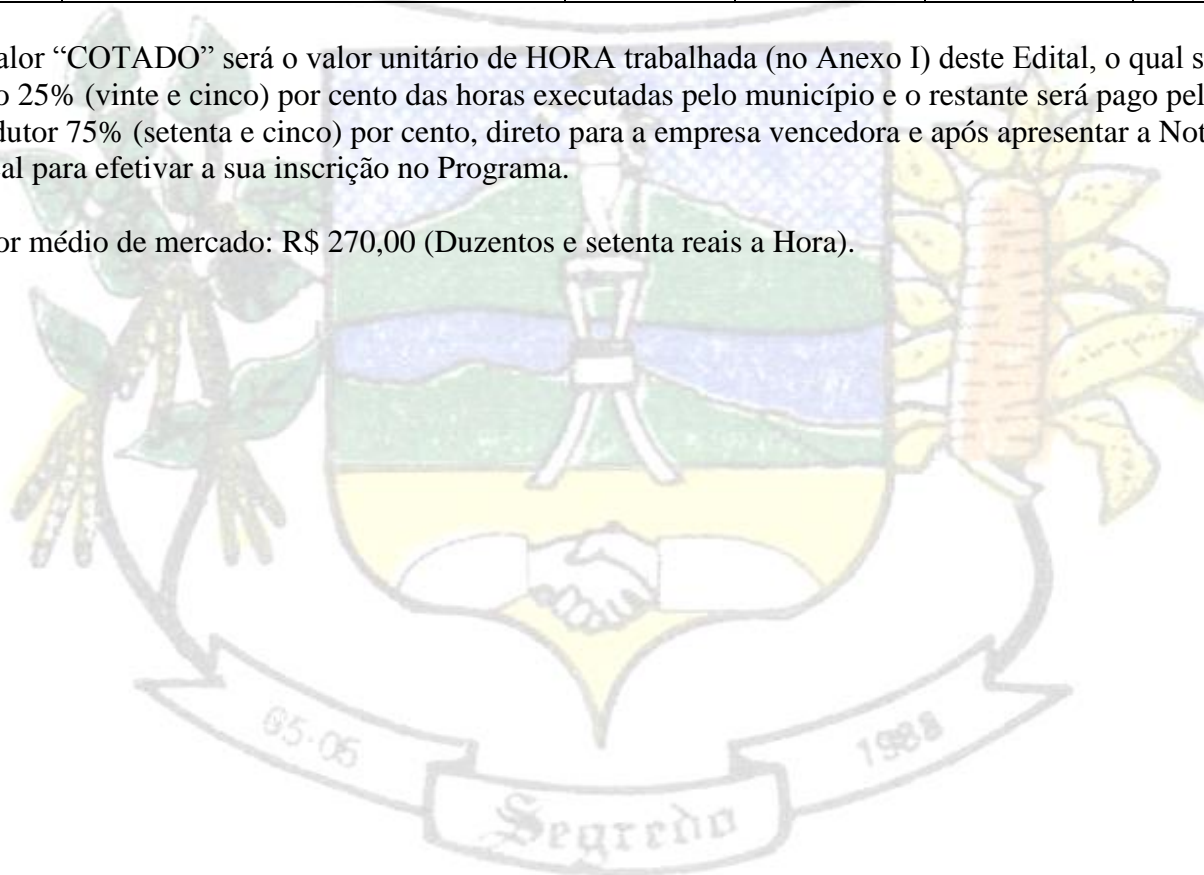 alor “COTADO” será o valor unitário de HORA trabalhada (no Anexo I) deste Edital, o qual s
o 25% (vinte e cinco) por cento das horas executadas pelo município e o restante será pago pel
dutor 75% (setenta e cinco) por cento, direto para a empresa vencedora e após apresentar a Not
al para efetivar a sua inscrição no Programa.
or médio de mercado: R$ 270,00 (Duzentos e setenta reais a Hora).
05-05
1988
Segredo